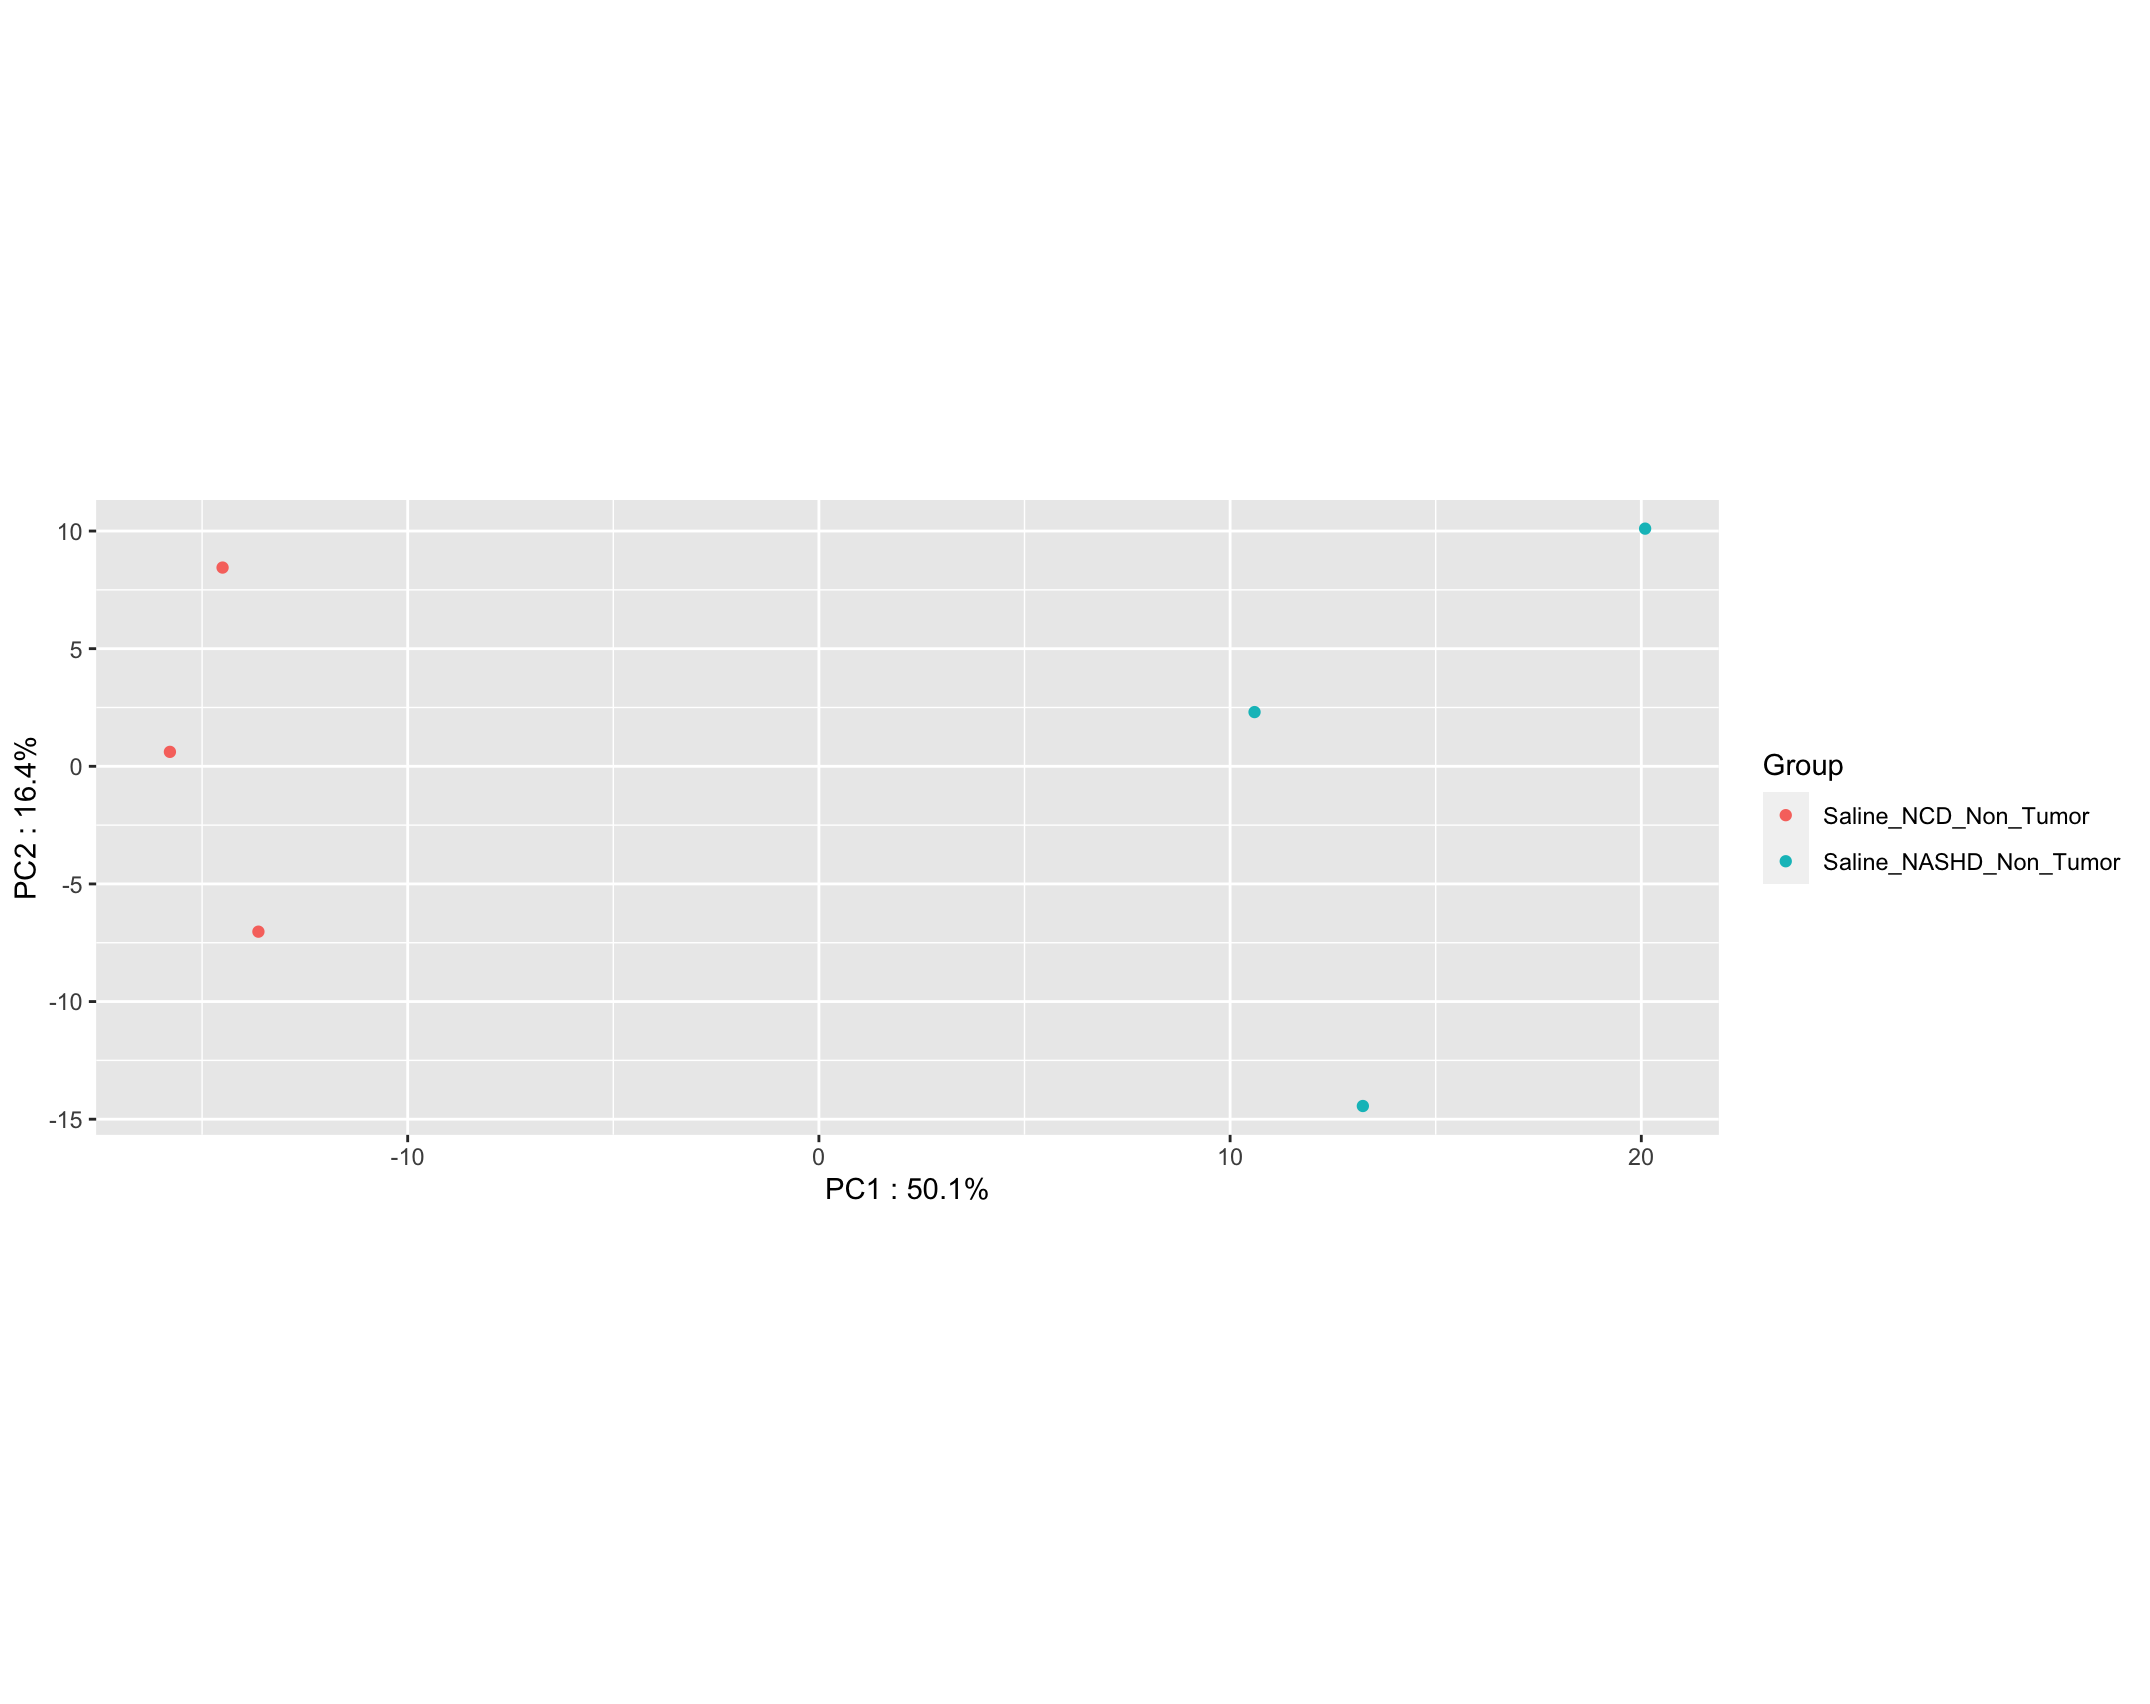 10
5
0
-5
-10
-15
PC2 : 16.4%
-10
0
10
20
PC1 : 50.1%
Group
Saline_NCD_Non_Tumor
Saline_NASHD_Non_Tumor